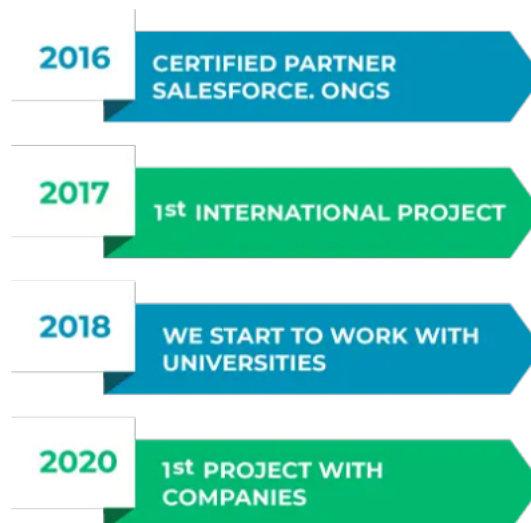 2016
CERTIFIED PARTNER
SALESFORCE. ONGS
2017
1st INTERNATIONAL PROJECT
2018
WE START TO WORK WITH
UNIVERSITIES
2020
1st PROJECT WITH
COMPANIES